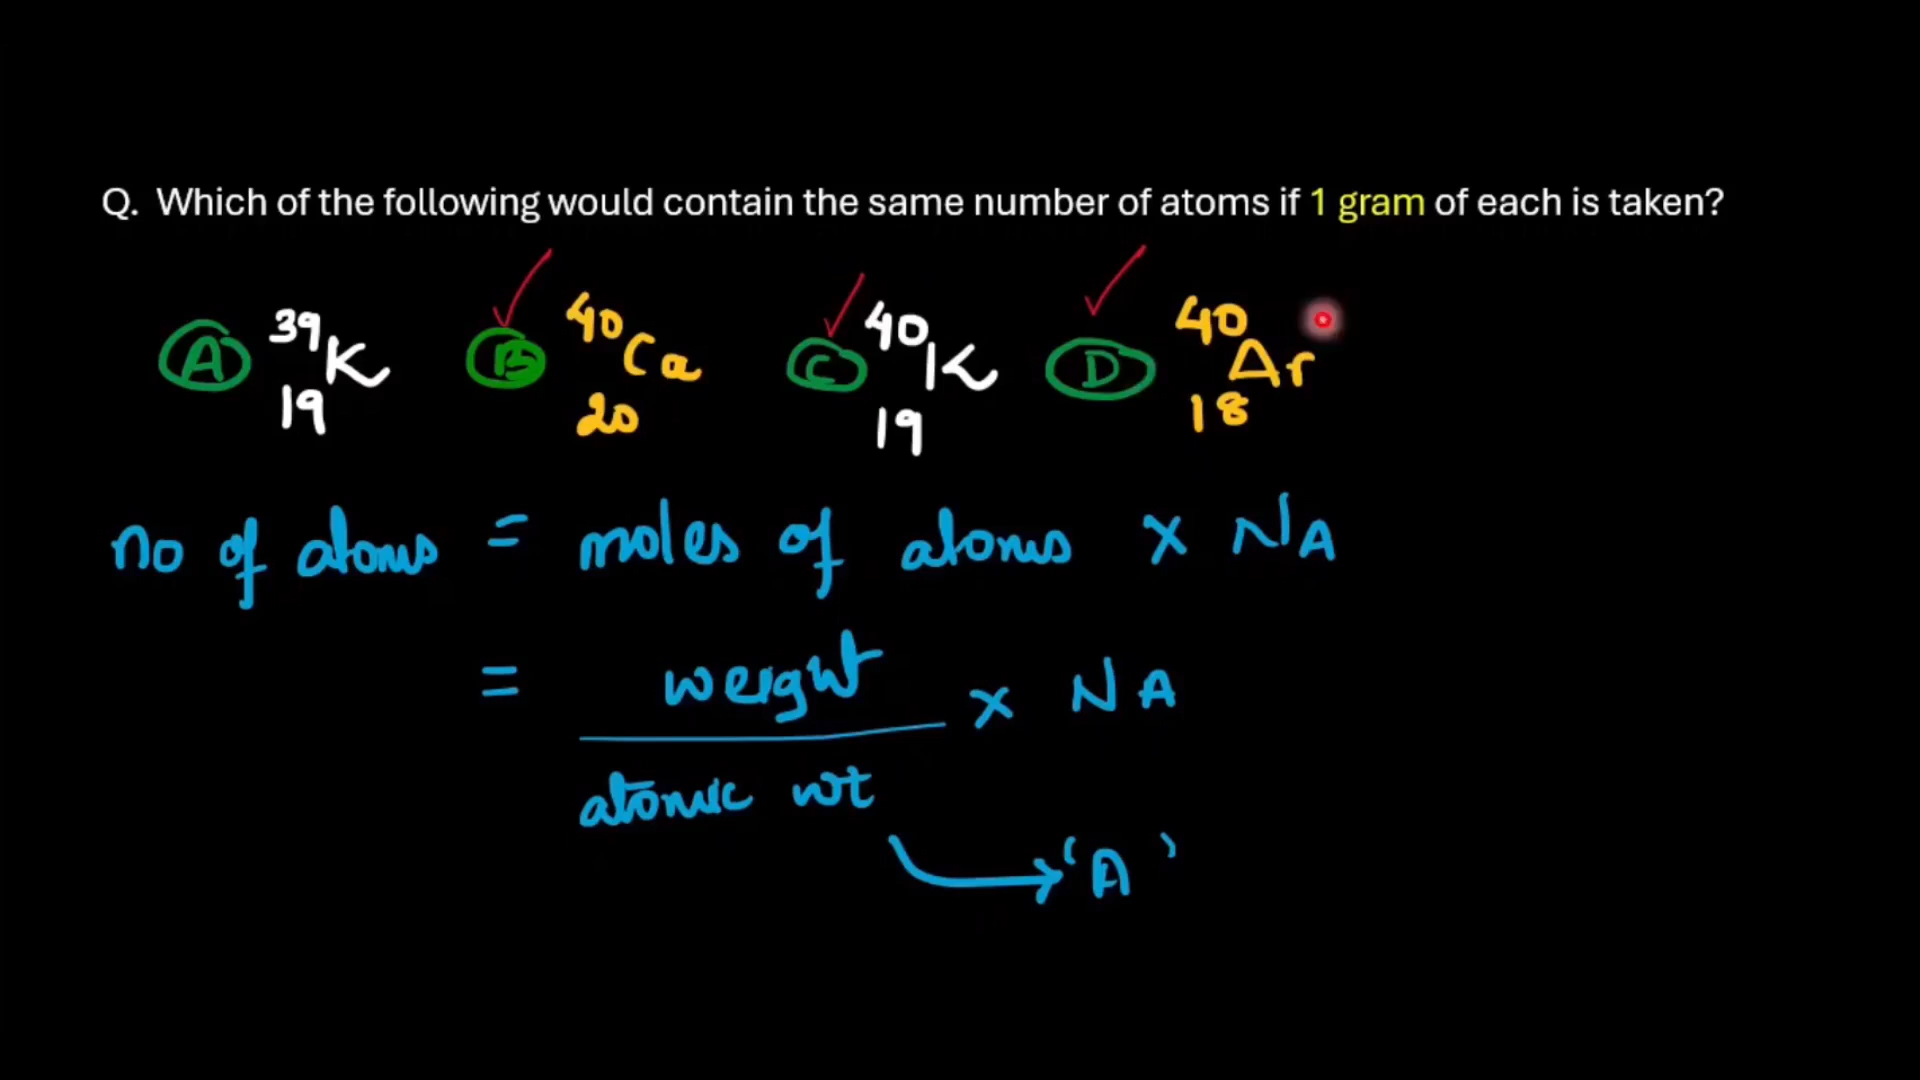 Q. Which of the following would contain the same number of atoms if 1 gram of each is taken?
A 39 K 19 B 40 Ca 20 C 40 K 19 D 40 Ar 18
no of atoms = moles of atoms x NA
= weight x NA
atomic wt
'A'